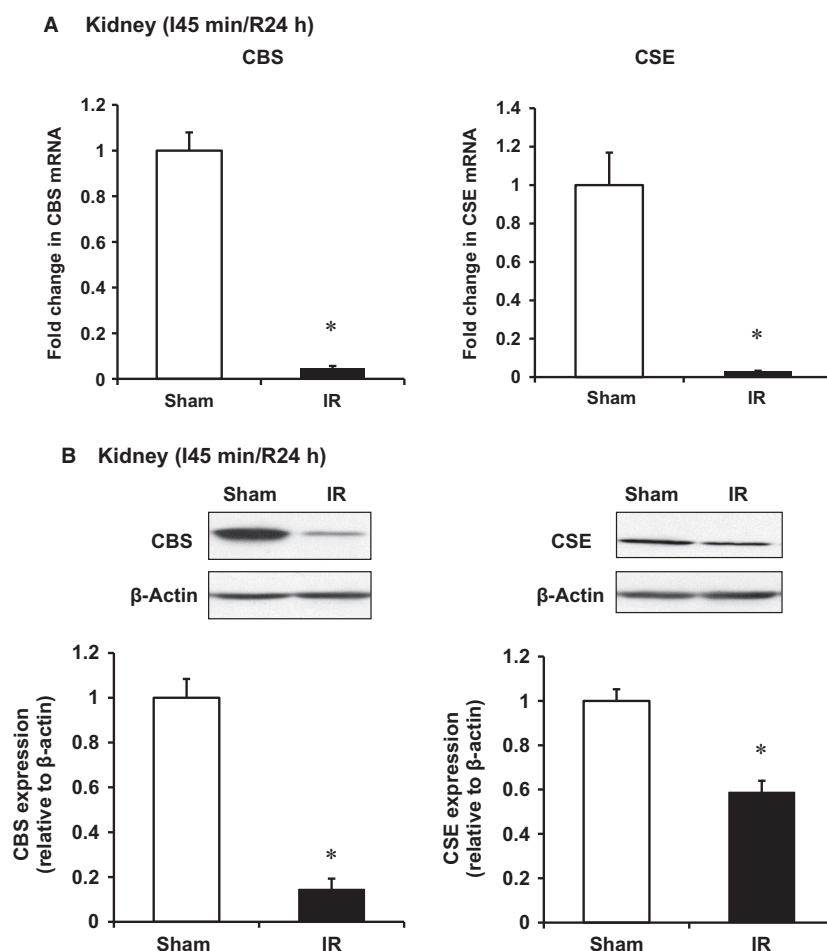 A Kidney (I45 min/R24 h)
CBS
Fold change in CBS mRNA
1.2
1
0.8
0.6
0.4
0.2
0
*
Sham IR
CSE
Fold change in CSE mRNA
1.4
1.2
1
0.8
0.6
0.4
0.2
0
*
Sham IR
B Kidney (I45 min/R24 h)
Sham IR
CBS
β-Actin
CBS expression
(relative to β-actin)
1.2
1
0.8
0.6
0.4
0.2
0
*
Sham IR
Sham IR
CSE
β-Actin
CSE expression
(relative to β-actin)
1.2
1
0.8
0.6
0.4
0.2
0
*
Sham IR